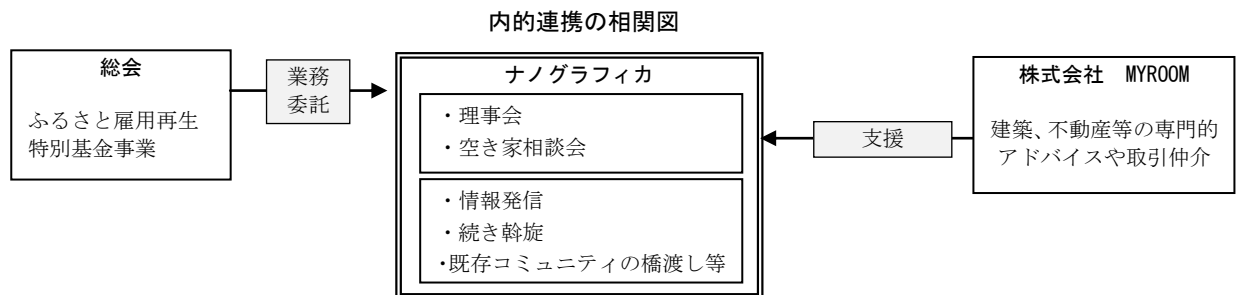 内的連携の相関図
総会
ふるさと雇用再生
特別基金事業
業務
委託
ナノグラフィカ
・理事会
・空き家相談会
・情報発信
・続き斡旋
・既存コミュニティの橋渡し等
支援
株式会社　MYROOM
建築、不動産等の専門的
アドバイスや取引仲介